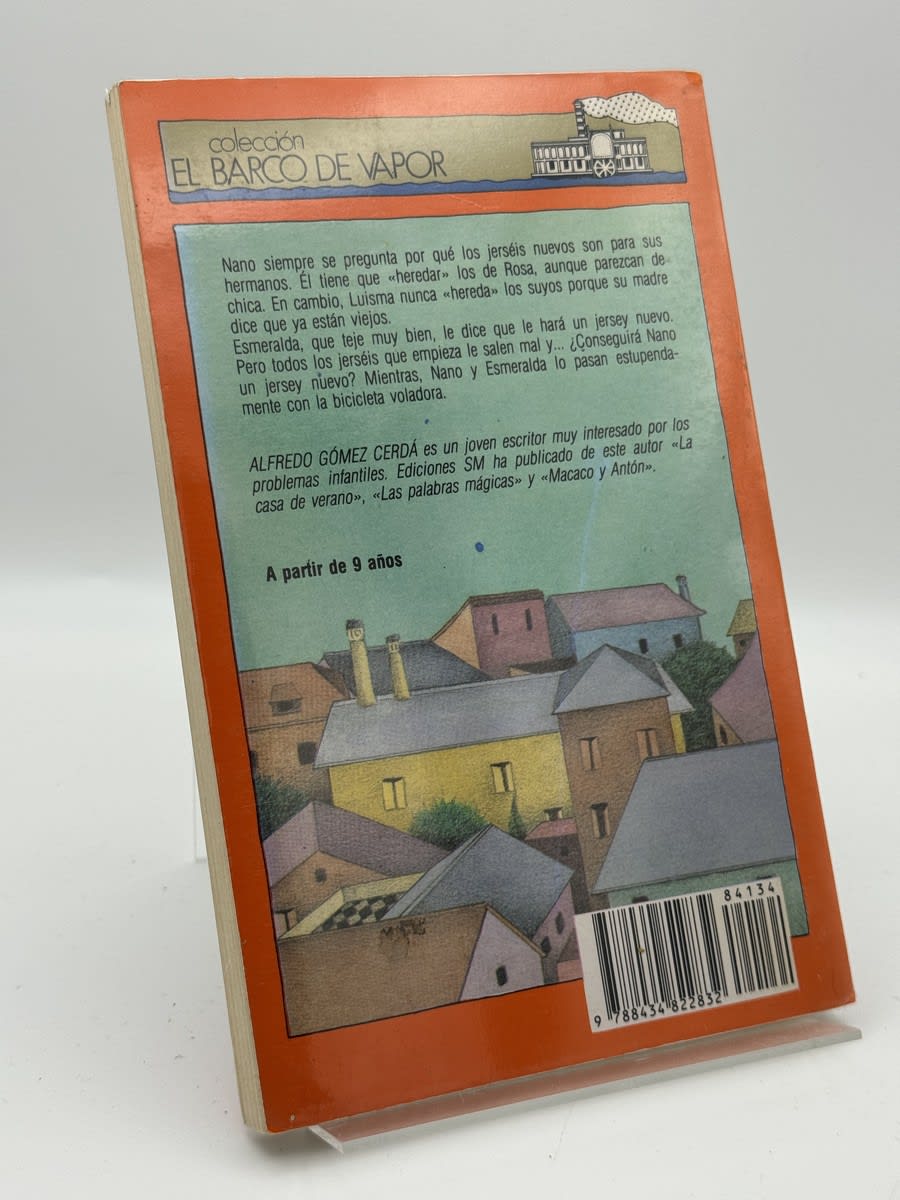 colección
EL BARCO DE VAPOR
Nano siempre se pregunta por qué los jerséis nuevos son para sus
hermanos. Él tiene que «heredar» los de Rosa, aunque parezcan de
chica. En cambio, Luisma nunca «hereda» los suyos porque su madre
dice que ya están viejos.
Esmeralda, que teje muy bien, le dice que le hará un jersey nuevo.
Pero todos los jerséis que empieza le salen mal y... ¿Conseguirá Nano
un jersey nuevo? Mientras, Nano y Esmeralda lo pasan estupenda-
mente con la bicicleta voladora.
ALFREDO GÓMEZ CERDÁ es un joven escritor muy interesado por los
problemas infantiles. Ediciones SM ha publicado de este autor «La
casa de verano», «Las palabras mágicas» y «Macaco y Antón».
A partir de 9 años
84134
9 788434 822832